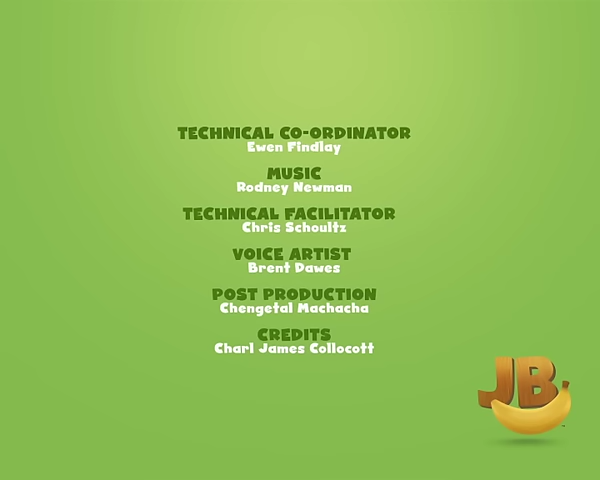 TECHNICAL CO-ORDINATOR
Ewen Findlay
MUSIC
Rodney Newman
TECHNICAL FACILITATOR
Chris Schoultz
VOICE ARTIST
Brent Dawes
POST PRODUCTION
Chengetal Machacha
CREDITS
Charl James Collocott
JB